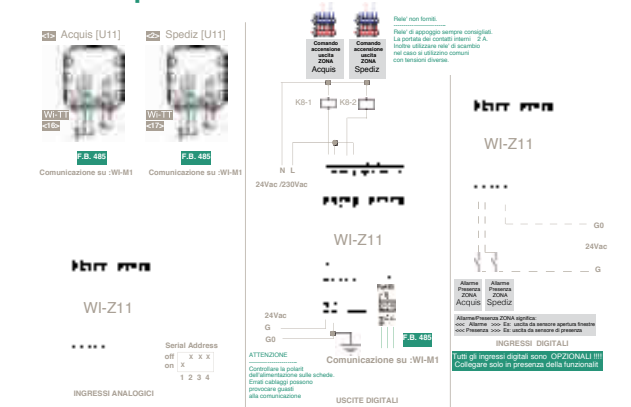 <1> Acquis [U11]
<2> Spediz [U11]
Wi-TT
<16>
Wi-TT
<17>
F.B. 485
F.B. 485
Comunicazione su :WI-M1
Comunicazione su :WI-M1
WI-Z11
Serial Address
off x x x
on x
1 2 3 4
INGRESSI ANALOGICI
Comando
accensione
uscita
ZONA
Acquis
Comando
accensione
uscita
ZONA
Spediz
Rele' non forniti.
Rele' di appoggio sempre consigliati.
La portata dei contatti interni 2 A.
Inoltre utilizzare rele' di scambio
nel caso si utilizzino comuni
con tensioni diverse.
K8-1
K8-2
N L
24Vac /230Vac
WI-Z11
24Vac
G
G0
F.B. 485
Comunicazione su :WI-M1
ATTENZIONE
Controllare la polarit
dell'alimentazione sulle schede.
Errati cablaggi possono
provocare guasti
alla comunicazione
USCITE DIGITALI
WI-Z11
G0
24Vac
G
Allarme
Presenza
ZONA
Acquis
Allarme
Presenza
ZONA
Spediz
Allarme/Presenza ZONA significa:
<<< Allarme >>> Es: uscita da sensore apertura finestre
<<< Presenza >>> Es: uscita da sensore di presenza
INGRESSI DIGITALI
Tutti gli ingressi digitali sono OPZIONALI !!!!
Collegare solo in presenza della funzionalit